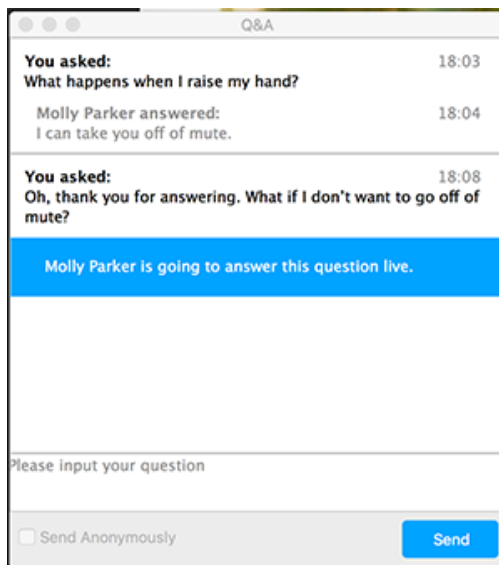 Q&A
You asked: 18:03
What happens when I raise my hand?
Molly Parker answered: 18:04
I can take you off of mute.
You asked: 18:08
Oh, thank you for answering. What if I don't want to go off of
mute?
Molly Parker is going to answer this question live.
Please input your question
Send Anonymously
Send